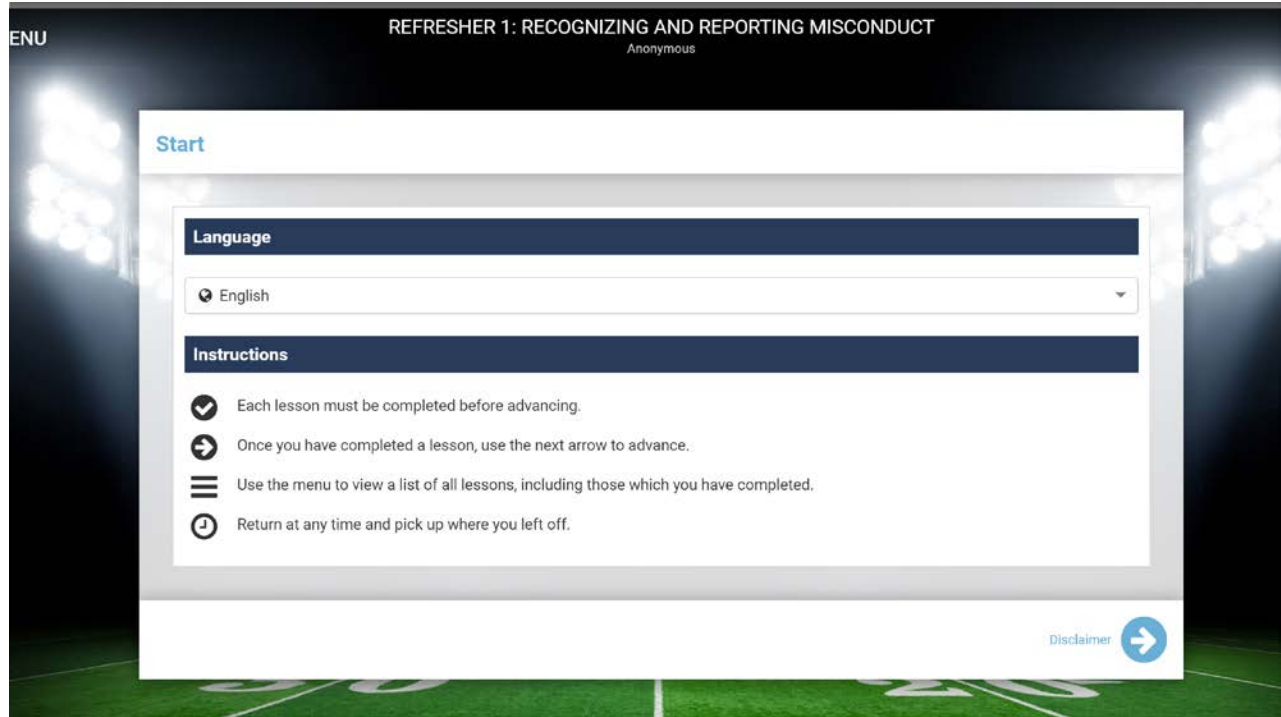 ENU
REFRESHER 1: RECOGNIZING AND REPORTING MISCONDUCT
Anonymous
Start
Language
English
Instructions
Each lesson must be completed before advancing.
Once you have completed a lesson, use the next arrow to advance.
Use the menu to view a list of all lessons, including those which you have completed.
Return at any time and pick up where you left off.
Disclaimer